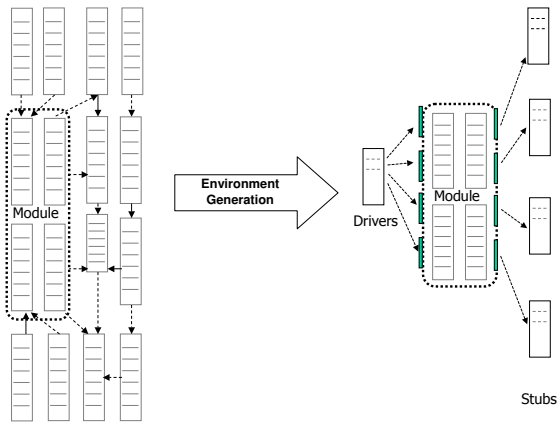 Module
Environment
Generation
Drivers
Module
Stubs